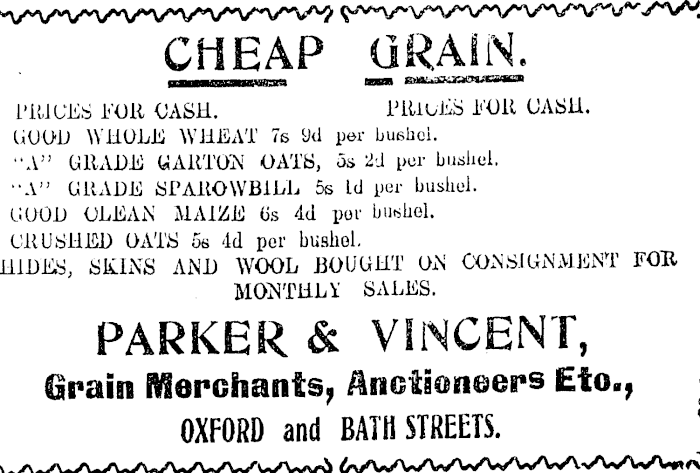 CHEAP GRAIN.
PRICES FOR CASH. PRICES FOR CASH.
GOOD WHOLE WHEAT 7s 9d per bushel.
"A" GRADE GARTON OATS, 5s 2d per bushel.
"A" GRADE SPAROWBILL 5s 1d per bushel.
GOOD CLEAN MAIZE 6s 4d per bushel.
CRUSHED OATS 5s 4d per bushel.
HIDES, SKINS AND WOOL BOUGHT ON CONSIGNMENT FOR
MONTHLY SALES.
PARKER & VINCENT,
Grain Merchants, Auctioneers Etc.,
OXFORD and BATH STREETS.